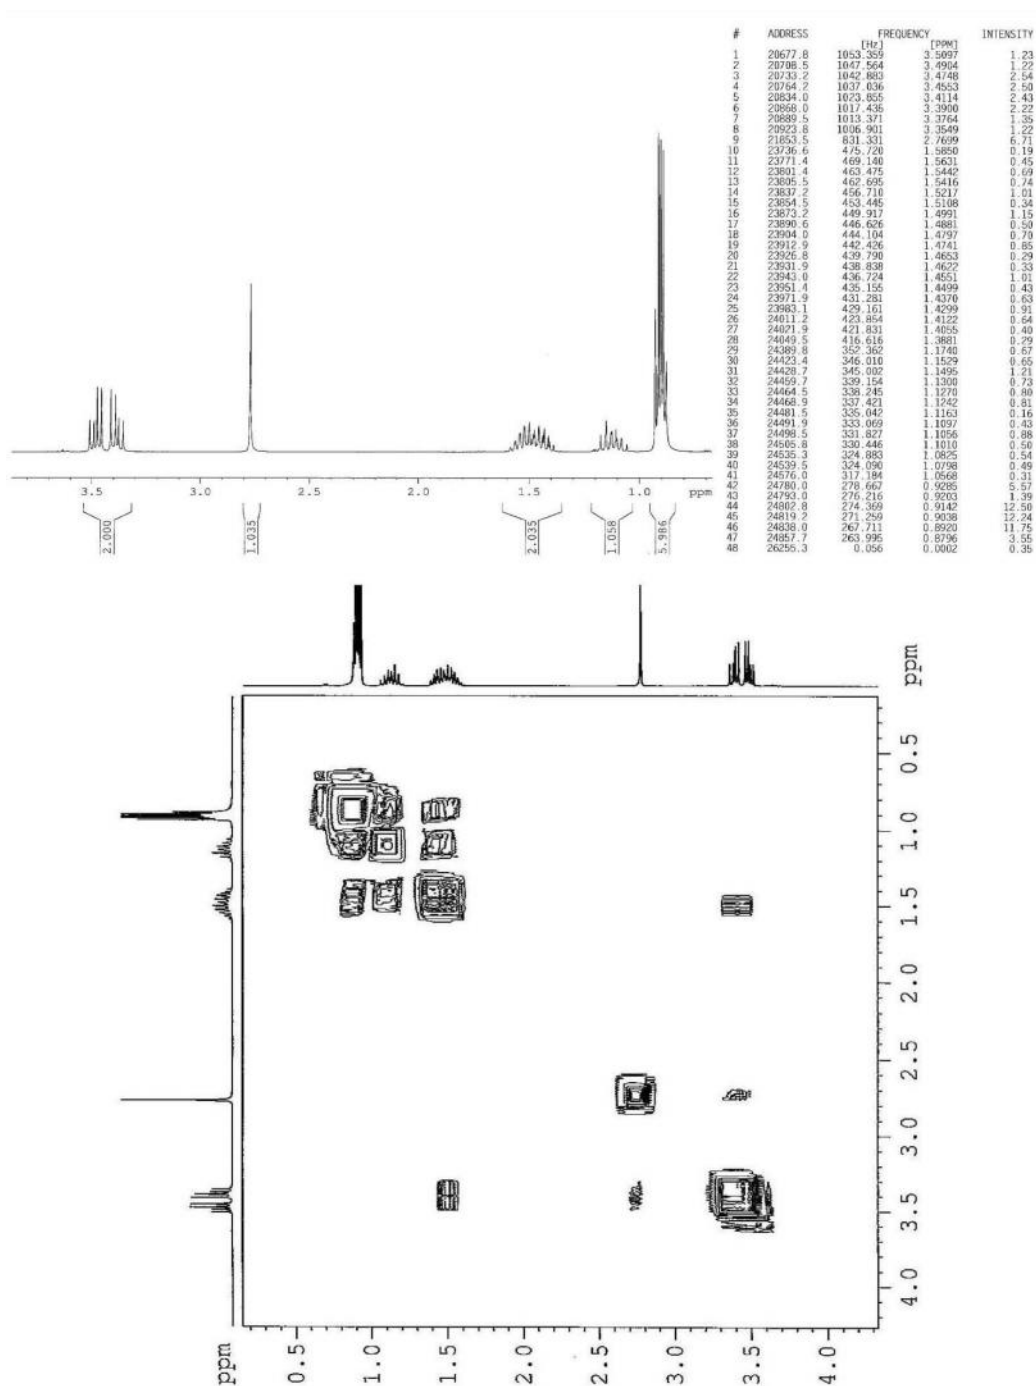 # ADDRESS FREQUENCY INTENSITY
[Hz] [PPM]
1 20677.8 1053.359 3.5097 1.23
2 20708.5 1047.564 3.4904 1.22
3 20733.2 1042.883 3.4748 2.54
4 20764.2 1037.036 3.4553 2.50
5 20834.0 1023.855 3.4114 2.43
6 20868.0 1017.436 3.3900 2.22
7 20889.5 1013.371 3.3764 1.35
8 20923.8 1006.901 3.3549 1.22
9 21853.5 831.331 2.7699 6.71
10 23736.6 475.720 1.5850 0.19
11 23771.4 469.140 1.5631 0.45
12 23801.4 463.475 1.5442 0.69
13 23805.5 462.695 1.5416 0.74
14 23837.2 456.710 1.5217 1.01
15 23854.5 453.445 1.5108 0.34
16 23873.2 449.917 1.4991 1.15
17 23890.6 446.626 1.4881 0.50
18 23904.0 444.104 1.4797 0.70
19 23912.9 442.426 1.4741 0.85
20 23926.8 439.790 1.4653 0.29
21 23931.9 438.838 1.4622 0.33
22 23943.0 436.724 1.4551 1.01
23 23951.4 435.155 1.4499 0.43
24 23971.9 431.281 1.4370 0.63
25 23983.1 429.161 1.4299 0.91
26 24011.2 423.854 1.4122 0.64
27 24021.9 421.831 1.4055 0.40
28 24049.5 416.616 1.3881 0.29
29 24389.8 352.362 1.1740 0.67
30 24423.4 346.010 1.1529 0.65
31 24428.7 345.002 1.1495 1.21
32 24459.7 339.154 1.1300 0.73
33 24464.5 338.245 1.1270 0.80
34 24468.9 337.421 1.1242 0.81
35 24481.5 335.042 1.1163 0.16
36 24491.9 333.069 1.1097 0.43
37 24498.5 331.827 1.1056 0.88
38 24505.8 330.446 1.1010 0.50
39 24535.3 324.883 1.0825 0.54
40 24539.5 324.090 1.0798 0.49
41 24576.0 317.184 1.0568 0.31
42 24780.0 278.667 0.9285 5.57
43 24793.0 276.216 0.9203 1.39
44 24802.8 274.369 0.9142 12.50
45 24819.2 271.259 0.9038 12.24
46 24838.0 267.711 0.8920 11.75
47 24857.7 263.995 0.8796 3.55
48 26255.3 0.056 0.0002 0.35
3.5 3.0 2.5 2.0 1.5 1.0 ppm
2.000 1.035 2.035 1.058 5.986
ppm
0.5
1.0
1.5
2.0
2.5
3.0
3.5
4.0
ppm 0.5 1.0 1.5 2.0 2.5 3.0 3.5 4.0